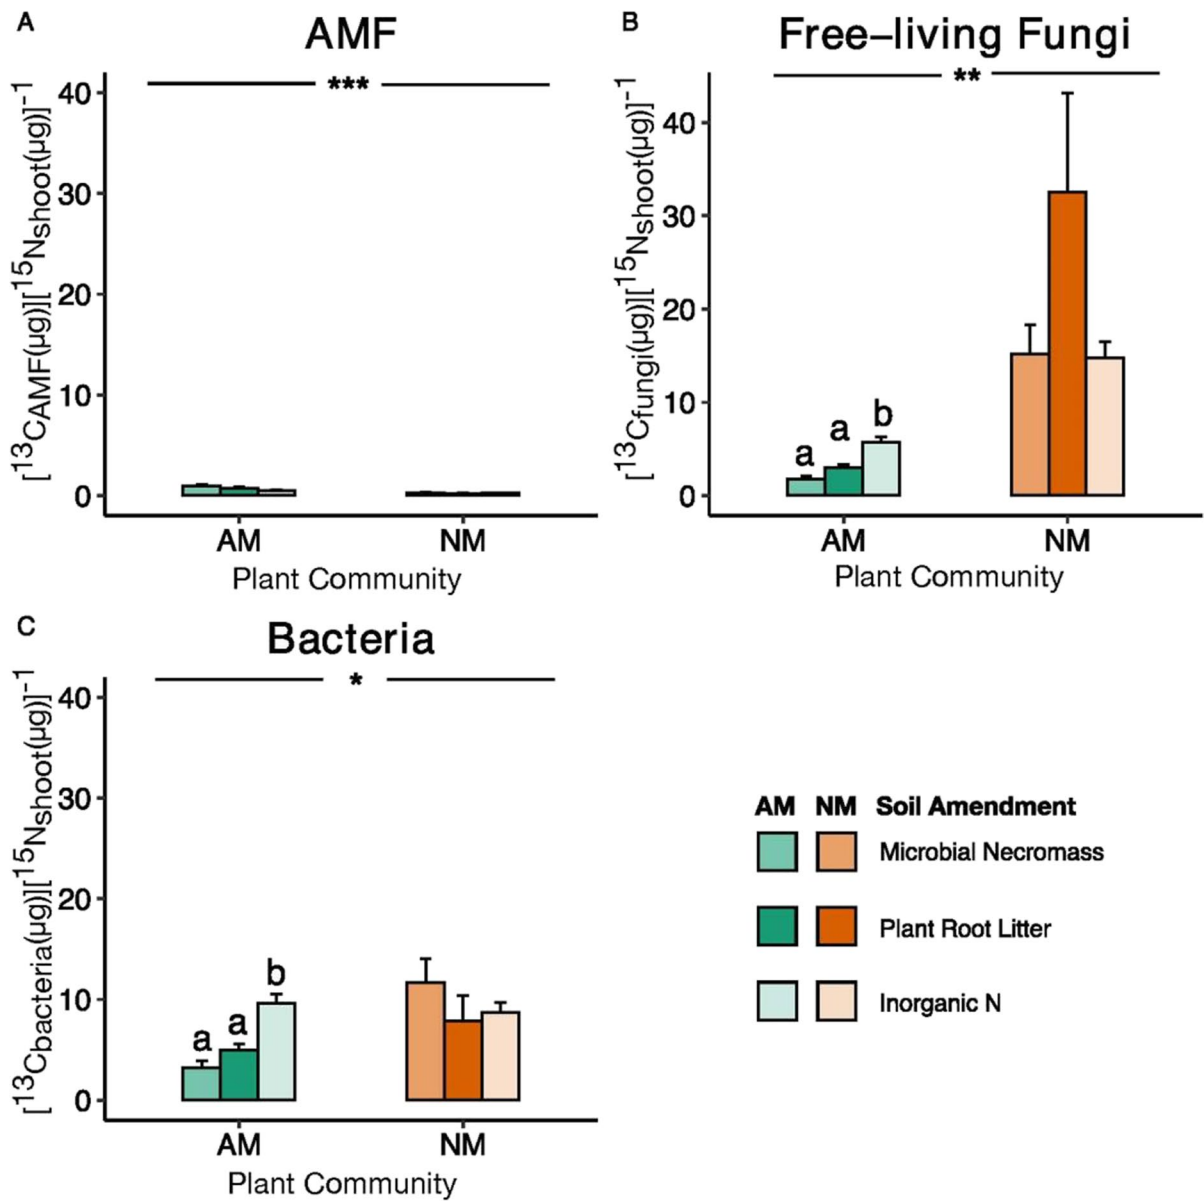 A
AMF
***
[13CAMF(µg)][15Nshoot(µg)]-1
40
30
20
10
0
AM NM
Plant Community
B
Free–living Fungi
**
[13Cfungi(µg)][15Nshoot(µg)]-1
40
30
20
10
0
a a b
AM NM
Plant Community
C
Bacteria
*
[13Cbacteria(µg)][15Nshoot(µg)]-1
40
30
20
10
0
a a b
AM NM
Plant Community
AM NM Soil Amendment
Microbial Necromass
Plant Root Litter
Inorganic N